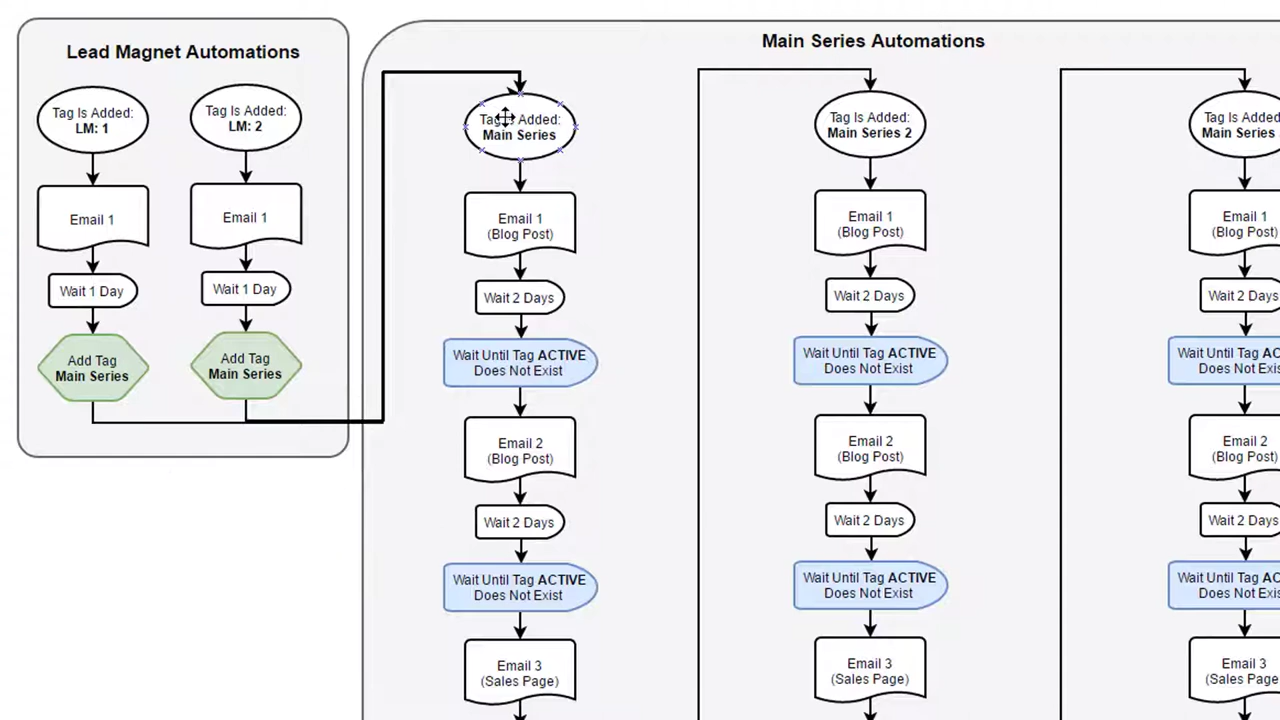 Lead Magnet Automations
Tag Is Added:
LM: 1
Email 1
Wait 1 Day
Add Tag
Main Series
Tag Is Added:
LM: 2
Email 1
Wait 1 Day
Add Tag
Main Series
Main Series Automations
Tag Is Added:
Main Series
Email 1
(Blog Post)
Wait 2 Days
Wait Until Tag ACTIVE
Does Not Exist
Email 2
(Blog Post)
Wait 2 Days
Wait Until Tag ACTIVE
Does Not Exist
Email 3
(Sales Page)
Tag Is Added:
Main Series 2
Email 1
(Blog Post)
Wait 2 Days
Wait Until Tag ACTIVE
Does Not Exist
Email 2
(Blog Post)
Wait 2 Days
Wait Until Tag ACTIVE
Does Not Exist
Email 3
(Sales Page)
Tag Is Added
Main Series
Email 1
(Blog Post)
Wait 2 Days
Wait Until Tag
Does Not Exis
Email 2
(Blog Post)
Wait 2 Days
Wait Until Tag
Does Not Exis
Email 3
(Sales Page